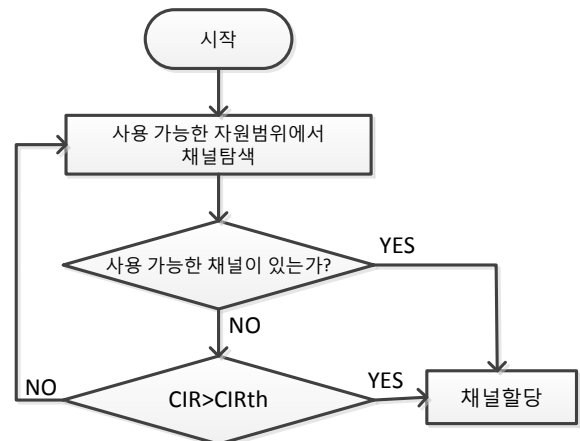 시작
사용 가능한 자원범위에서
채널탐색
사용 가능한 채널이 있는가?
YES
NO
CIR>CIRth
NO
YES
채널할당